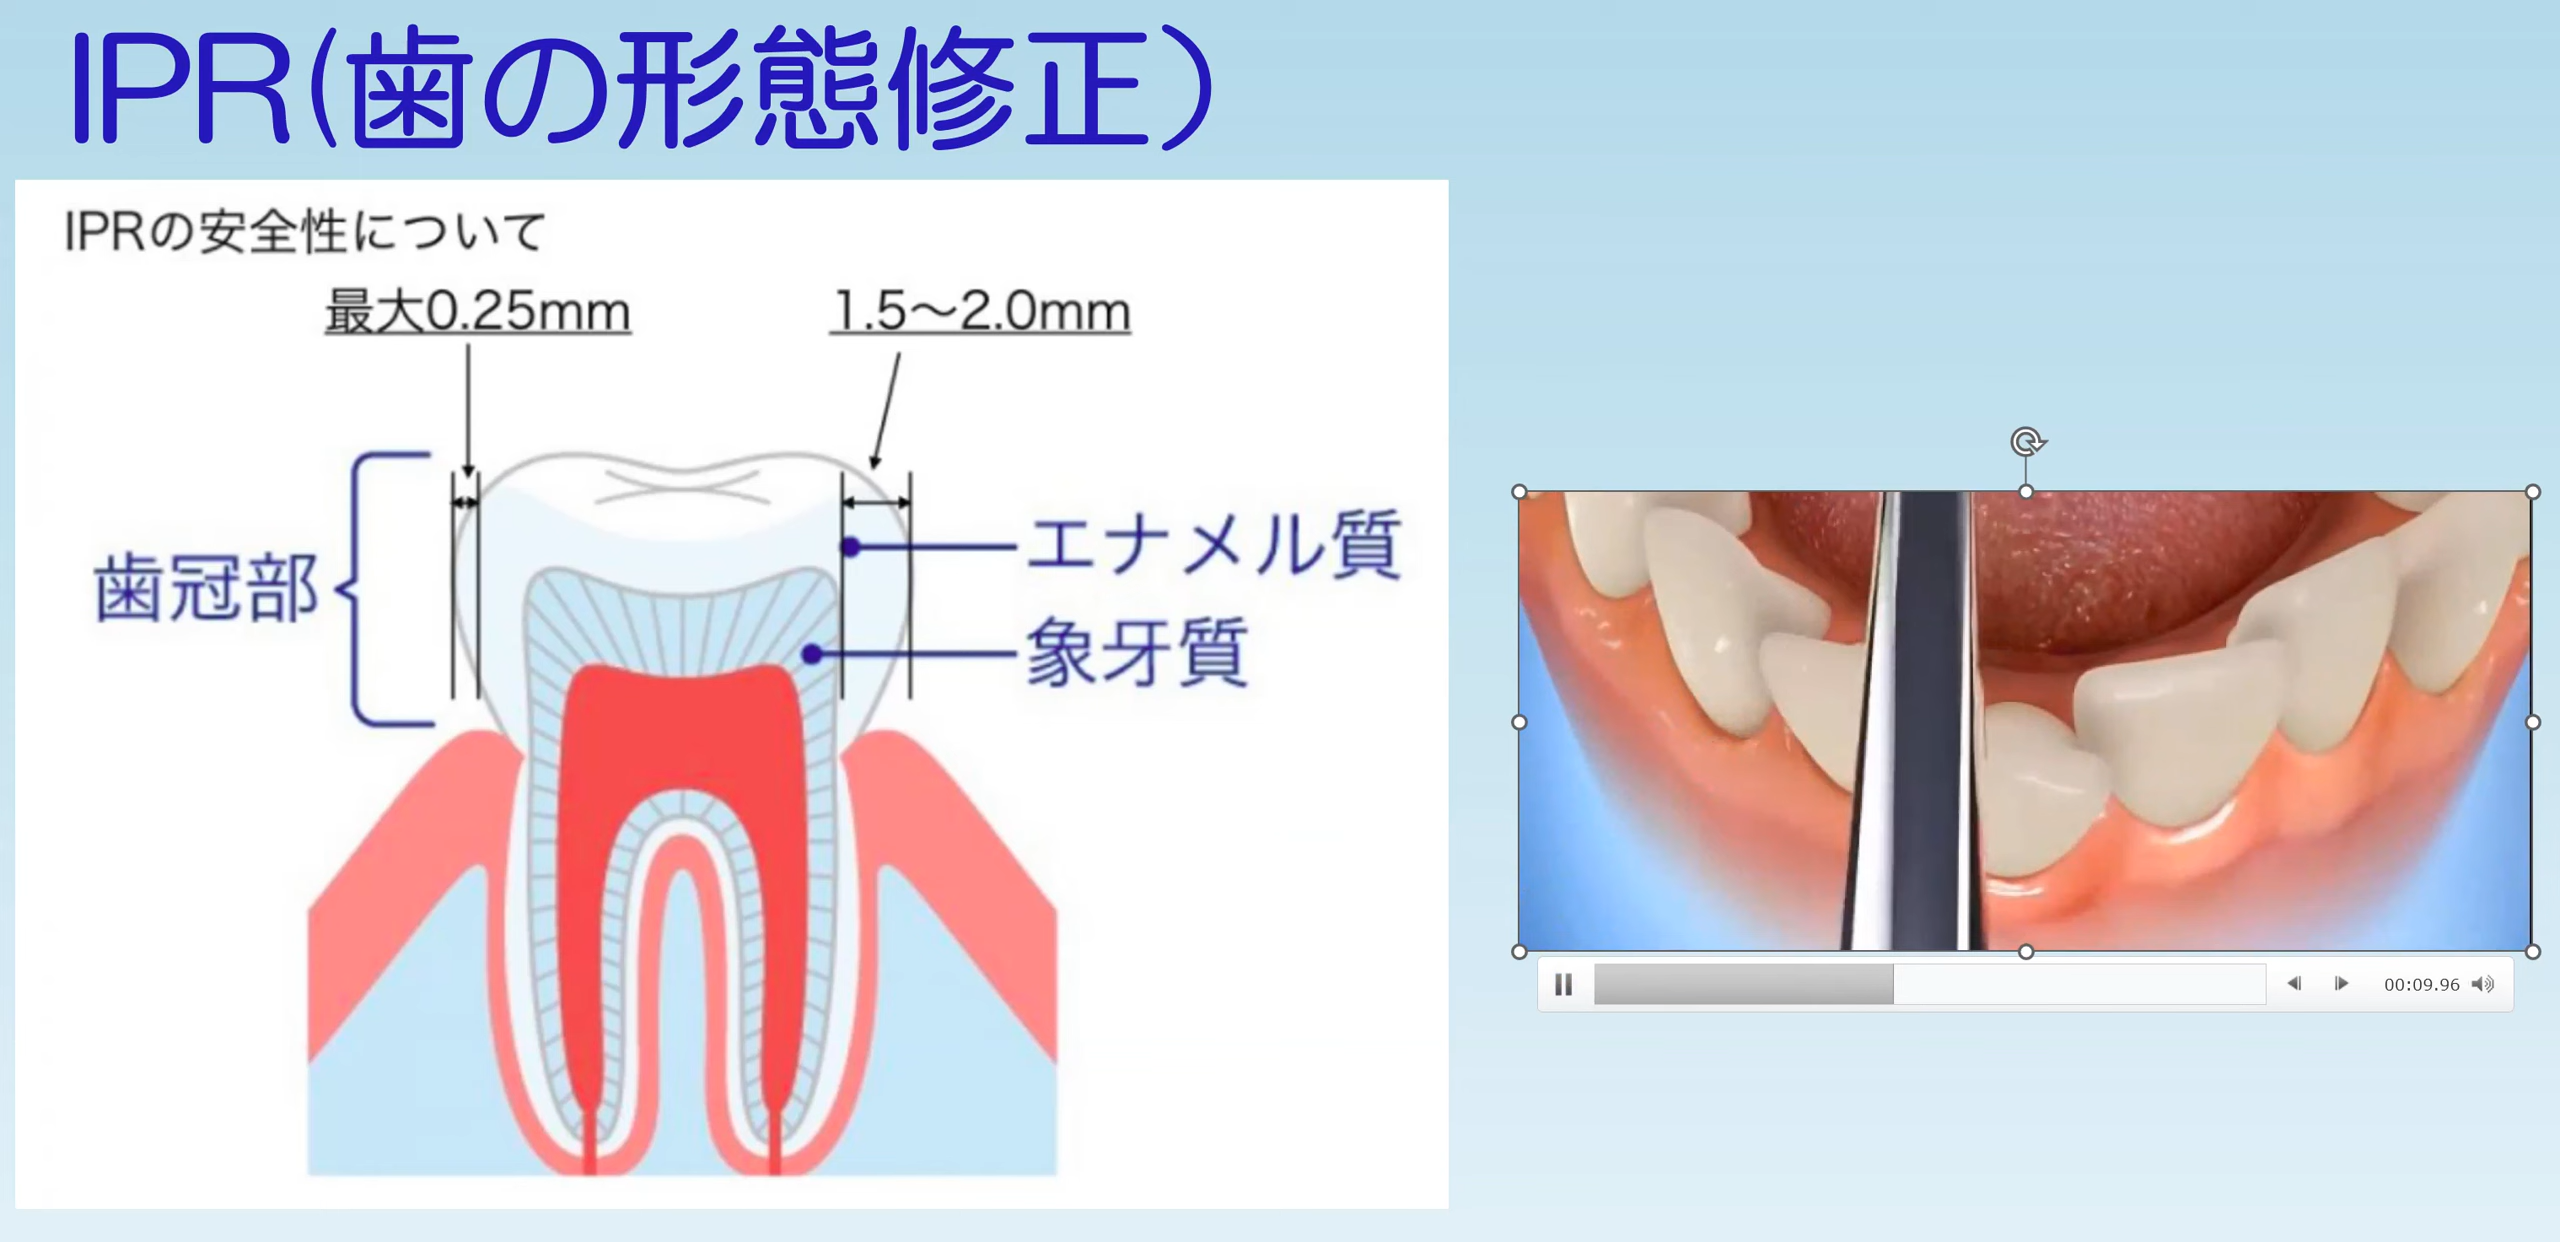 IPR(歯の形態修正)
IPRの安全性について
最大0.25mm
1.5〜2.0mm
歯冠部
エナメル質
象牙質
00:09.96